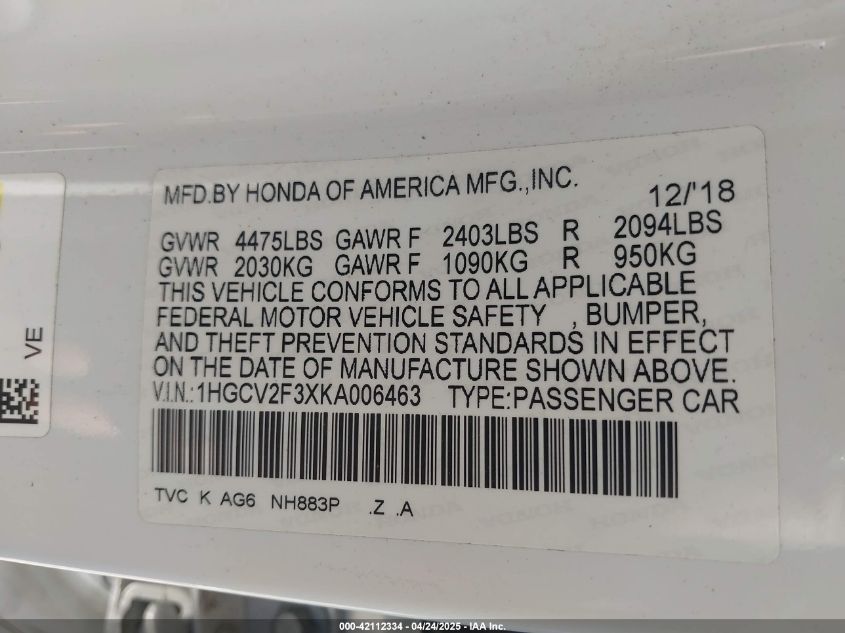 MFD.BY HONDA OF AMERICA MFG.,INC. 12/'18
GVWR 4475LBS GAWR F 2403LBS R 2094LBS
GVWR 2030KG GAWR F 1090KG R 950KG
THIS VEHICLE CONFORMS TO ALL APPLICABLE
FEDERAL MOTOR VEHICLE SAFETY , BUMPER,
AND THEFT PREVENTION STANDARDS IN EFFECT
ON THE DATE OF MANUFACTURE SHOWN ABOVE.
V.I.N.:1HGCV2F3XKA006463 TYPE:PASSENGER CAR
TVC K AG6 NH883P .Z .A
VE
000-42112334 - 04/24/2025 - IAA Inc.